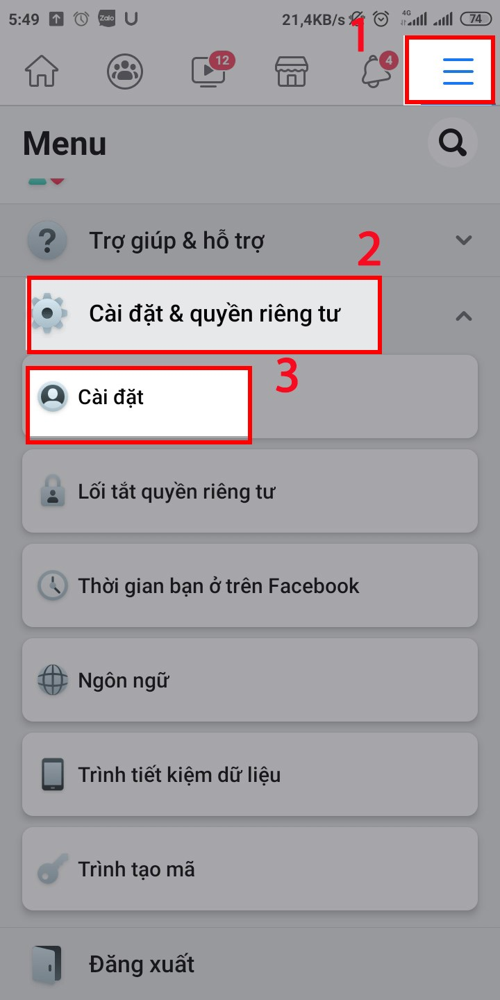 5:49 Zalo 21,4KB/s 4G 74
1
12 4
Menu
Trợ giúp & hỗ trợ
2
Cài đặt & quyền riêng tư
3
Cài đặt
Lối tắt quyền riêng tư
Thời gian bạn ở trên Facebook
Ngôn ngữ
Trình tiết kiệm dữ liệu
Trình tạo mã
Đăng xuất